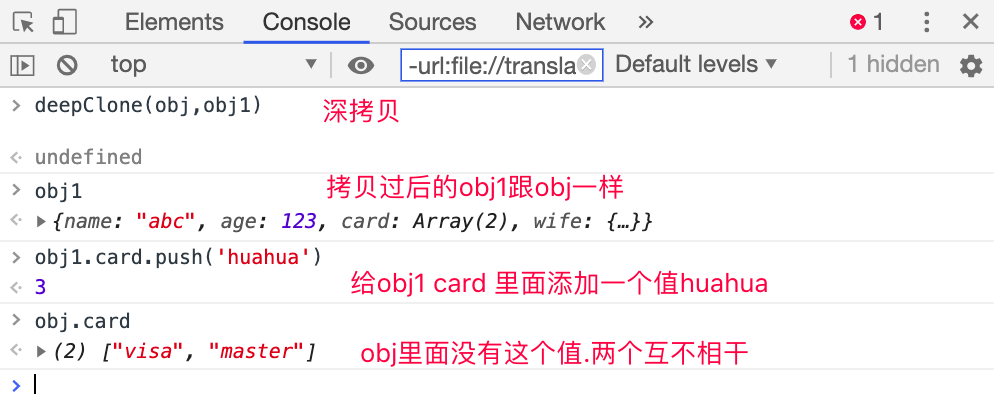 Elements Console Sources Network » 1
top -url:file://transla Default levels 1 hidden
> deepClone(obj,obj1) 深拷贝
undefined
> obj1 拷贝过后的obj1跟obj一样
{name: "abc", age: 123, card: Array(2), wife: {…}}
> obj1.card.push('huahua')
3 给obj1 card 里面添加一个值huahua
> obj.card
(2) ["visa", "master"] obj里面没有这个值.两个互不相干
>